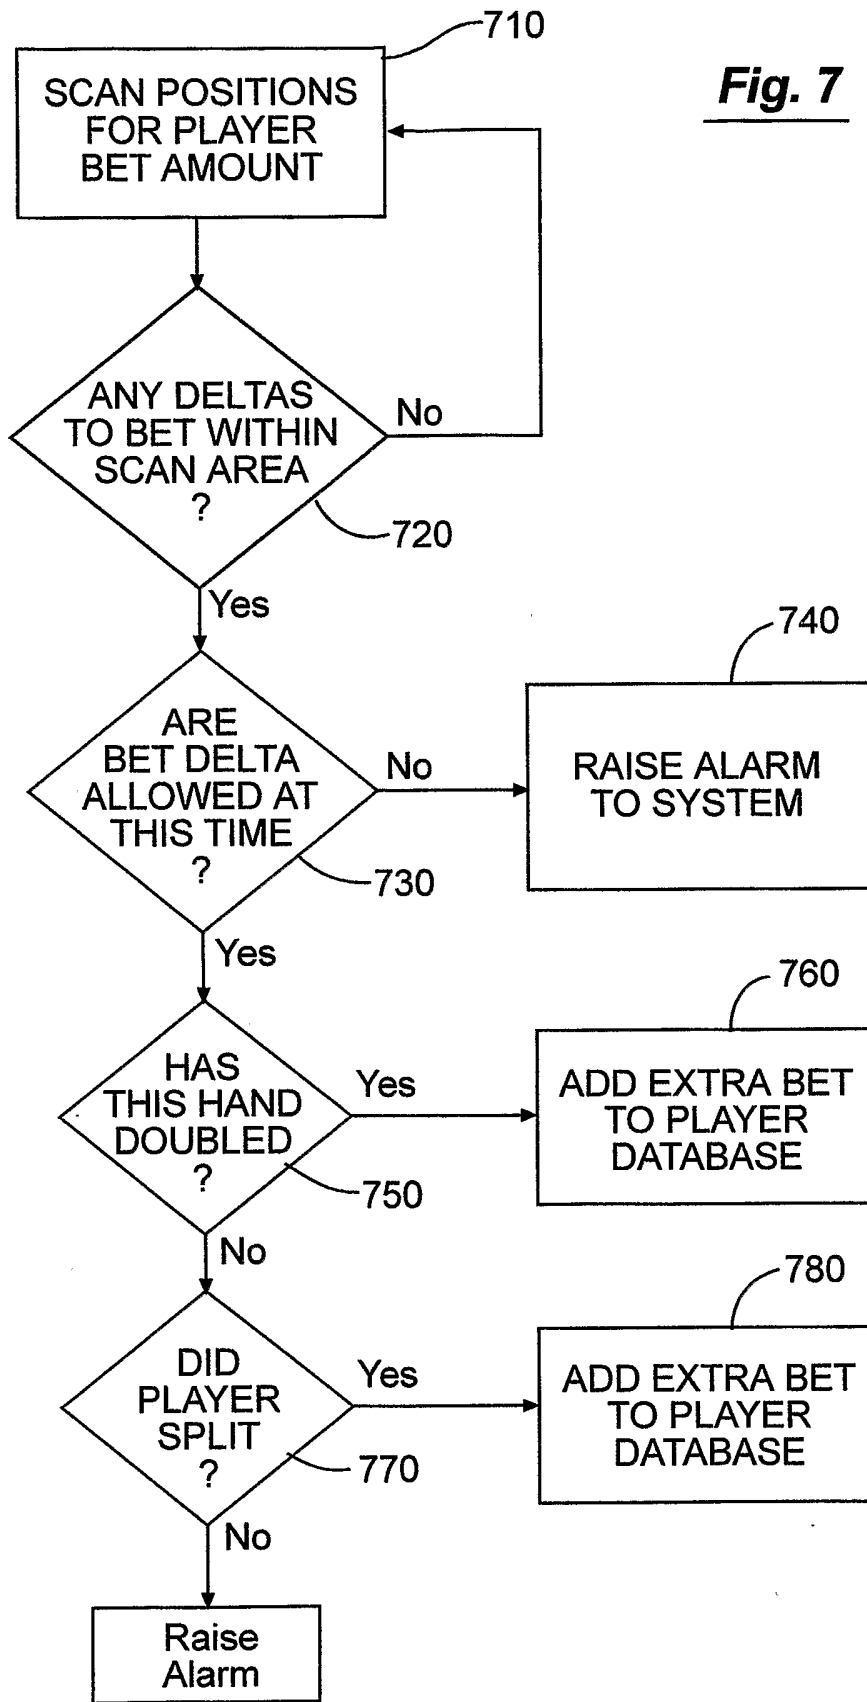 710
SCAN POSITIONS
FOR PLAYER
BET AMOUNT
Fig. 7
ANY DELTAS
TO BET WITHIN
SCAN AREA
?
No
720
Yes
740
ARE
BET DELTA
ALLOWED AT
THIS TIME
?
No
RAISE ALARM
TO SYSTEM
730
Yes
760
HAS
THIS HAND
DOUBLED
?
Yes
ADD EXTRA BET
TO PLAYER
DATABASE
750
No
780
DID
PLAYER
SPLIT
?
Yes
ADD EXTRA BET
TO PLAYER
DATABASE
770
No
Raise
Alarm